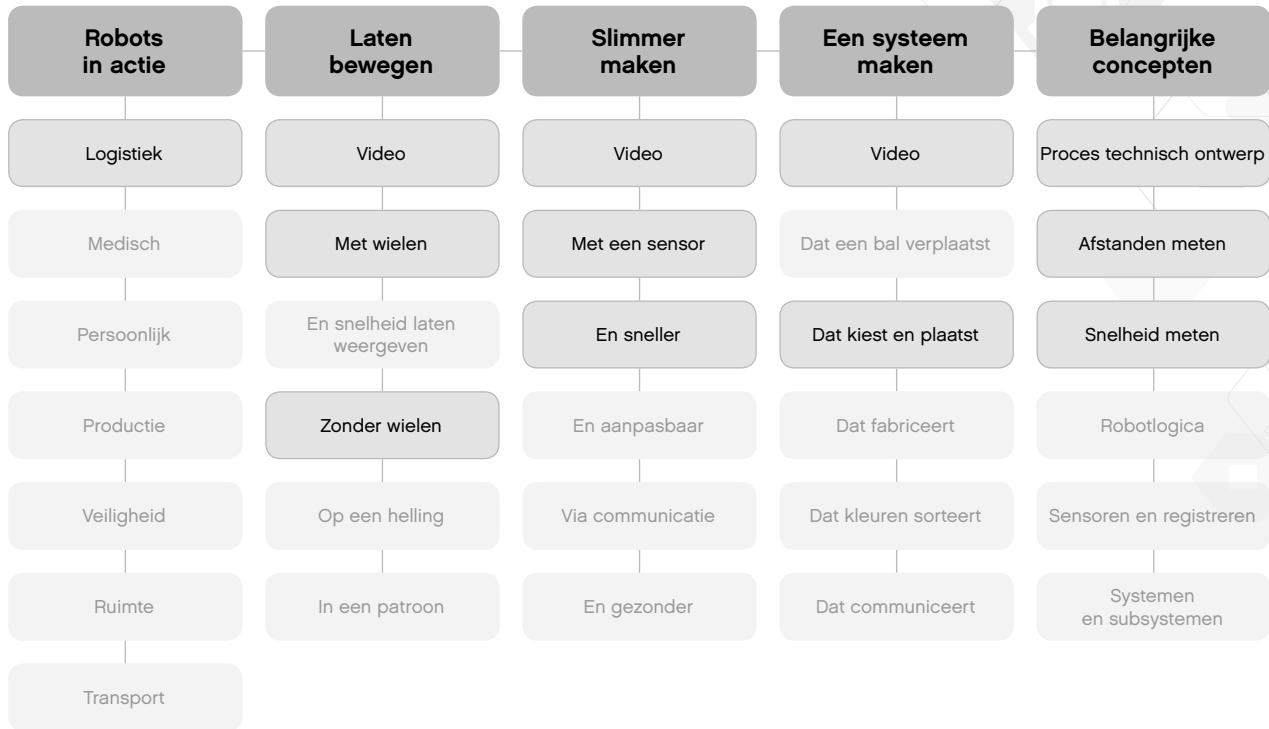 Robots
in actie
Laten
bewegen
Slimmer
maken
Een systeem
maken
Belangrijke
concepten
Logistiek
Video
Video
Video
Proces technisch ontwerp
Medisch
Met wielen
Met een sensor
Dat een bal verplaatst
Afstanden meten
Persoonlijk
En snelheid laten
weergeven
En sneller
Dat kiest en plaatst
Snelheid meten
Productie
Zonder wielen
En aanpasbaar
Dat fabriceert
Robotlogica
Veiligheid
Op een helling
Via communicatie
Dat kleuren sorteert
Sensoren en registreren
Ruimte
In een patroon
En gezonder
Dat communiceert
Systemen
en subsystemen
Transport